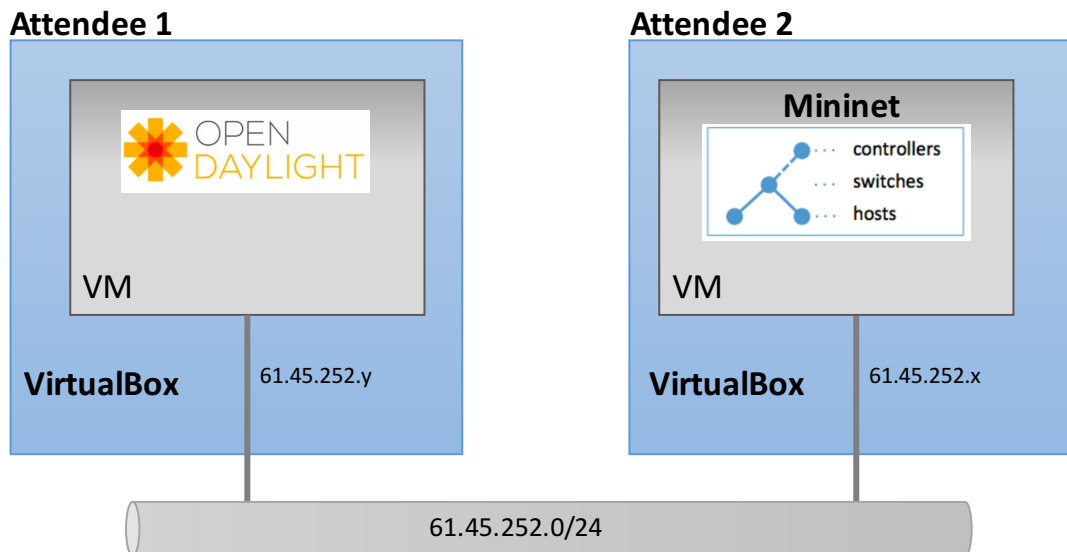 Attendee 1
OPEN
DAYLIGHT
VM
VirtualBox
61.45.252.y
Attendee 2
Mininet
controllers
switches
hosts
VM
VirtualBox
61.45.252.x
61.45.252.0/24